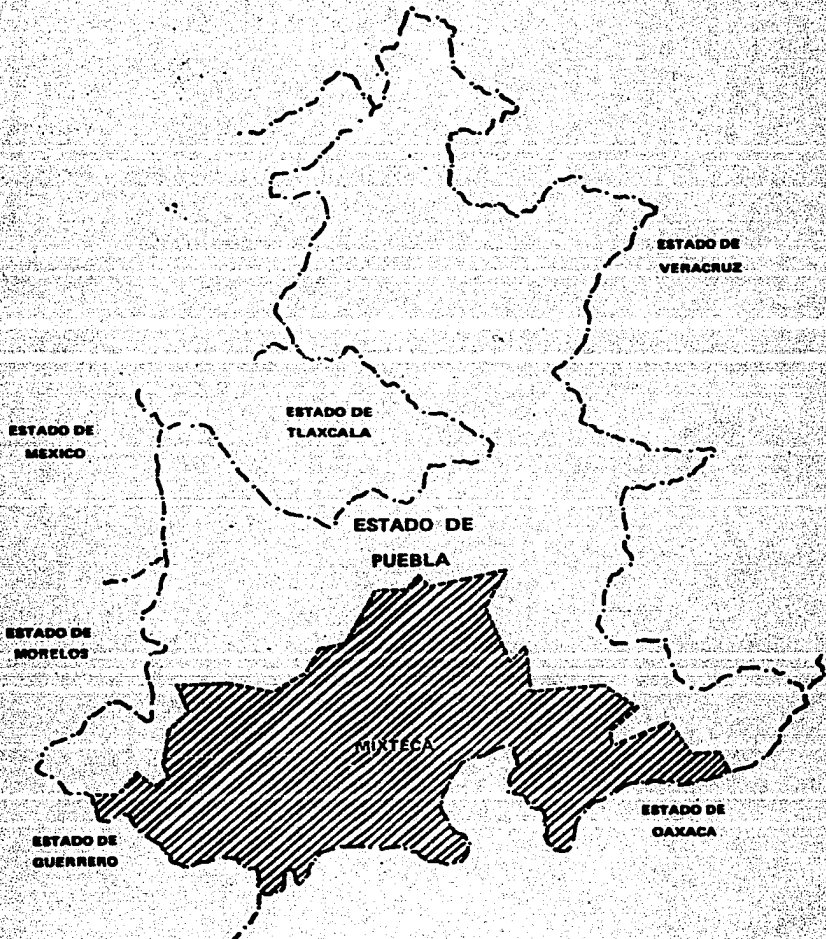 ESTADO DE
VERACRUZ
ESTADO DE
TLAXCALA
ESTADO DE
MEXICO
ESTADO DE
PUEBLA
ESTADO DE
MORELOS
MIXTECA
ESTADO DE
OAXACA
ESTADO DE
GUERRERO